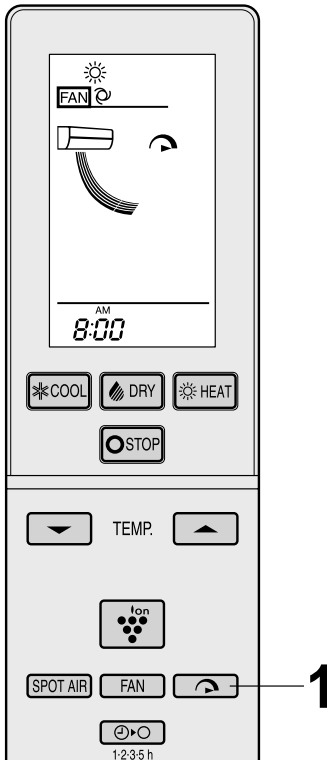 FAN
AM
8:00
COOL
DRY
HEAT
STOP
TEMP.
Ion
SPOT AIR
FAN
1
1·2·3·5 h